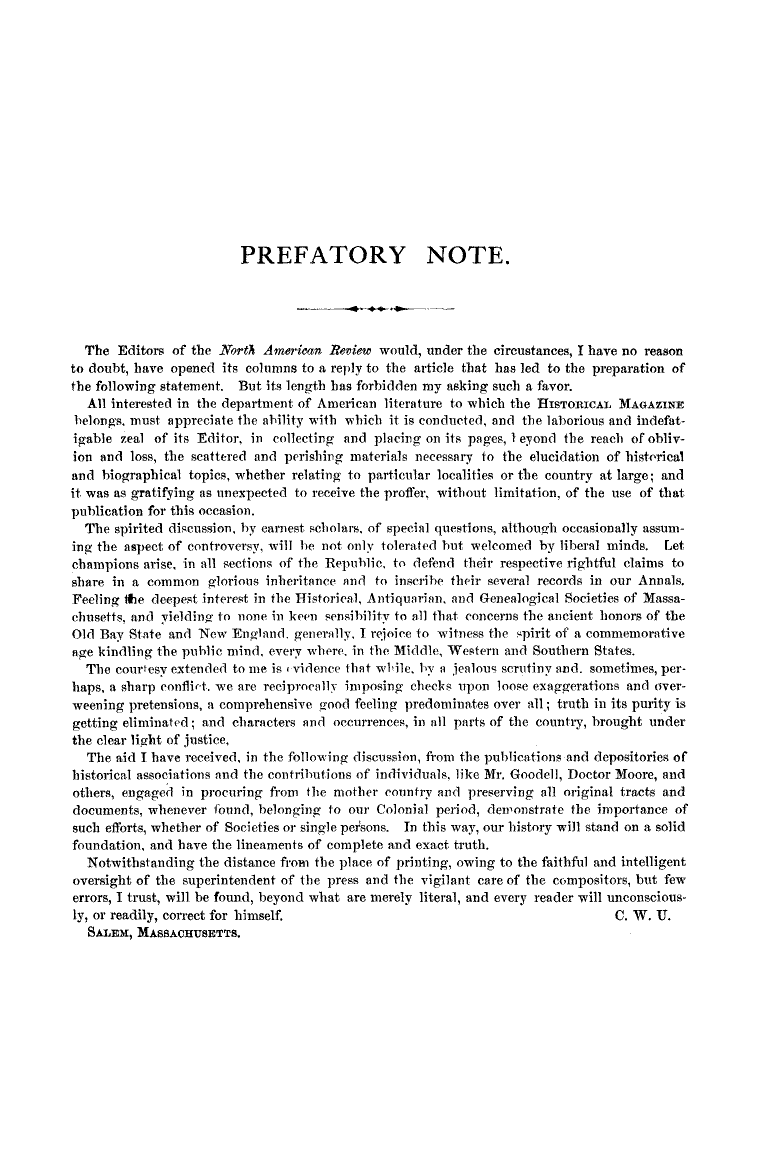 PREFATORY NOTE.
The Editors of the North American Review would, under the circustances, I have no reason
to doubt, have opened its columns to a reply to the article that has led to the preparation of
the following statement. But its length has forbidden my asking such a favor.
All interested in the department of American literature to which the HISTORICAL MAGAZINE
belongs, must appreciate the ability with which it is conducted, and the laborious and indefat-
igable zeal of its Editor, in collecting and placing on its pages, beyond the reach of obliv-
ion and loss, the scattered and perishing materials necessary to the elucidation of historical
and biographical topics, whether relating to particular localities or the country at large; and
it was as gratifying as unexpected to receive the proffer, without limitation, of the use of that
publication for this occasion.
The spirited discussion, by earnest scholars, of special questions, although occasionally assum-
ing the aspect of controversy, will be not only tolerated but welcomed by liberal minds. Let
champions arise, in all sections of the Republic, to defend their respective rightful claims to
share in a common glorious inheritance and to inscribe their several records in our Annals.
Feeling the deepest interest in the Historical, Antiquarian, and Genealogical Societies of Massa-
chusetts, and yielding to none in keen sensibility to all that concerns the ancient honors of the
Old Bay State and New England, generally, I rejoice to witness the spirit of a commemorative
age kindling the public mind, every where, in the Middle, Western and Southern States.
The courtesy extended to me is evidence that while, by a jealous scrutiny and, sometimes, per-
haps, a sharp conflict, we are reciprocally imposing checks upon loose exaggerations and over-
weening pretensions, a comprehensive good feeling predominates over all; truth in its purity is
getting eliminated; and characters and occurrences, in all parts of the country, brought under
the clear light of justice,
The aid I have received, in the following discussion, from the publications and depositories of
historical associations and the contributions of individuals, like Mr. Goodell, Doctor Moore, and
others, engaged in procuring from the mother country and preserving all original tracts and
documents, whenever found, belonging to our Colonial period, demonstrate the importance of
such efforts, whether of Societies or single persons. In this way, our history will stand on a solid
foundation, and have the lineaments of complete and exact truth.
Notwithstanding the distance from the place of printing, owing to the faithful and intelligent
oversight of the superintendent of the press and the vigilant care of the compositors, but few
errors, I trust, will be found, beyond what are merely literal, and every reader will unconscious-
ly, or readily, correct for himself. C. W. U.
SALEM, MASSACHUSETTS.